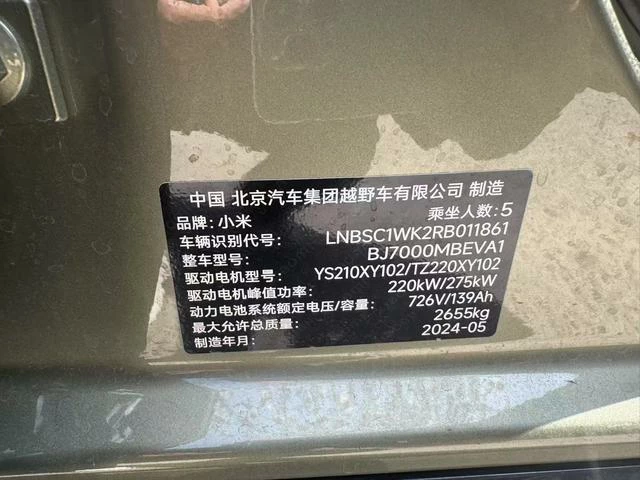 中国 北京汽车集团越野车有限公司 制造
品牌:小米 乘坐人数:5
车辆识别代号: LNBSC1WK2RB011861
整车型号: BJ7000MBEVA1
驱动电机型号: YS210XY102/TZ220XY102
驱动电机峰值功率: 220kW/275kW
动力电池系统额定电压/容量: 726V/139Ah
最大允许总质量: 2655kg
制造年月: 2024-05